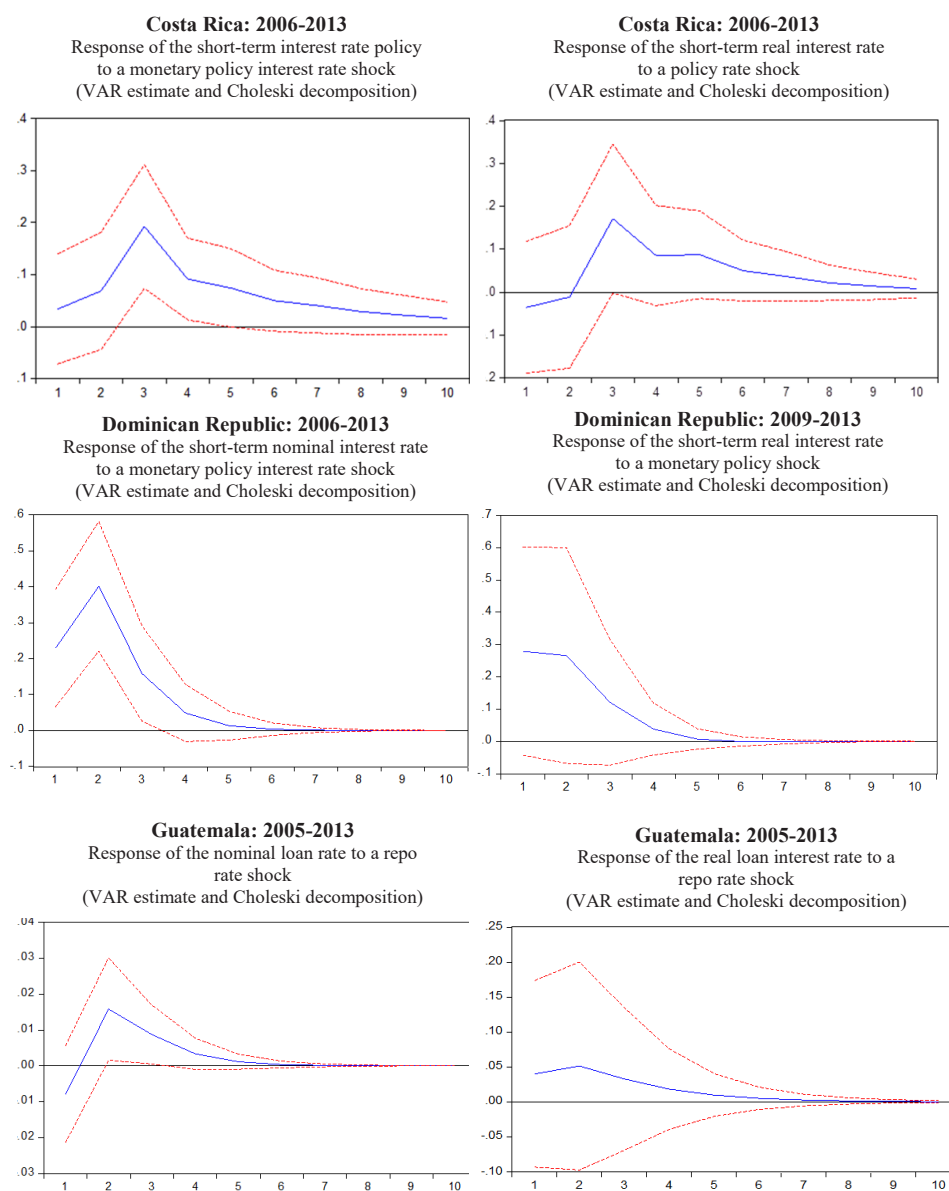 Costa Rica: 2006-2013
Response of the short-term interest rate policy
to a monetary policy interest rate shock
(VAR estimate and Choleski decomposition)
.4
.3
.2
.1
.0
.1
1 2 3 4 5 6 7 8 9 10
Costa Rica: 2006-2013
Response of the short-term real interest rate
to a policy rate shock
(VAR estimate and Choleski decomposition)
.4
.3
.2
.1
.0
.1
.2
1 2 3 4 5 6 7 8 9 10
Dominican Republic: 2006-2013
Response of the short-term nominal interest rate
to a monetary policy interest rate shock
(VAR estimate and Choleski decomposition)
.6
.5
.4
.3
.2
.1
.0
-.1
1 2 3 4 5 6 7 8 9 10
Dominican Republic: 2009-2013
Response of the short-term real interest rate
to a monetary policy shock
(VAR estimate and Choleski decomposition)
.7
.6
.5
.4
.3
.2
.1
.0
-.1
1 2 3 4 5 6 7 8 9 10
Guatemala: 2005-2013
Response of the nominal loan rate to a repo
rate shock
(VAR estimate and Choleski decomposition)
.04
.03
.02
.01
.00
.01
.02
.03
1 2 3 4 5 6 7 8 9 10
Guatemala: 2005-2013
Response of the real loan interest rate to a
repo rate shock
(VAR estimate and Choleski decomposition)
.25
.20
.15
.10
.05
.00
-.05
-.10
1 2 3 4 5 6 7 8 9 10